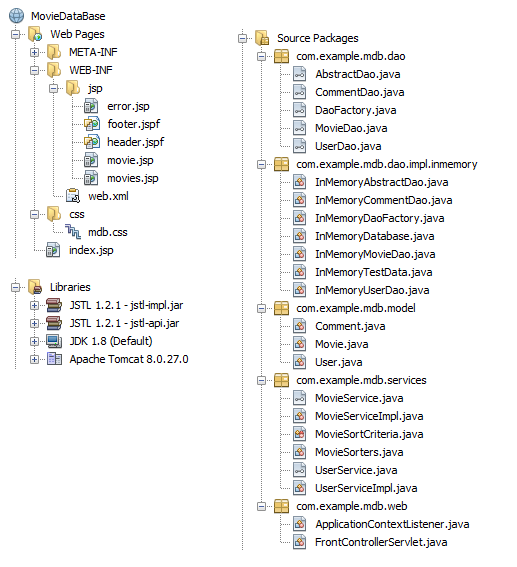 MovieDataBase
Web Pages
META-INF
WEB-INF
jsp
error.jsp
footer.jspf
header.jspf
movie.jsp
movies.jsp
web.xml
css
mdb.css
index.jsp
Libraries
JSTL 1.2.1 - jstl-impl.jar
JSTL 1.2.1 - jstl-api.jar
JDK 1.8 (Default)
Apache Tomcat 8.0.27.0
Source Packages
com.example.mdb.dao
AbstractDao.java
CommentDao.java
DaoFactory.java
MovieDao.java
UserDao.java
com.example.mdb.dao.impl.inmemory
InMemoryAbstractDao.java
InMemoryCommentDao.java
InMemoryDaoFactory.java
InMemoryDatabase.java
InMemoryMovieDao.java
InMemoryTestData.java
InMemoryUserDao.java
com.example.mdb.model
Comment.java
Movie.java
User.java
com.example.mdb.services
MovieService.java
MovieServiceImpl.java
MovieSortCriteria.java
MovieSorters.java
UserService.java
UserServiceImpl.java
com.example.mdb.web
ApplicationContextListener.java
FrontControllerServlet.java